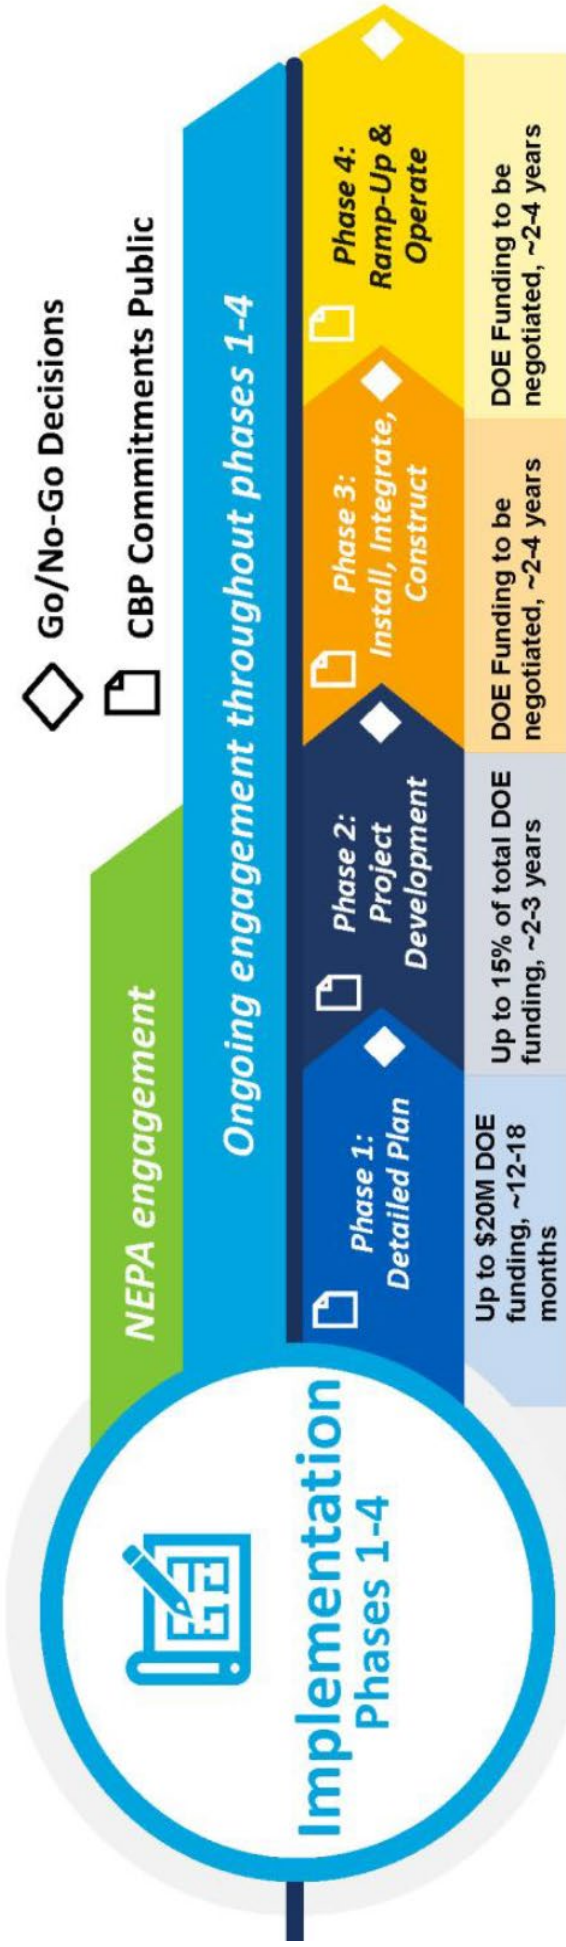 Go/No-Go Decisions
CBP Commitments Public
NEPA engagement
Ongoing engagement throughout phases 1-4
Implementation
Phases 1-4
Phase 1:
Detailed Plan
Phase 2:
Project
Development
Phase 3:
Install, Integrate,
Construct
Phase 4:
Ramp-Up &
Operate
Up to $20M DOE
funding, ~12-18
months
Up to 15% of total DOE
funding, ~2-3 years
DOE Funding to be
negotiated, ~2-4 years
DOE Funding to be
negotiated, ~2-4 years